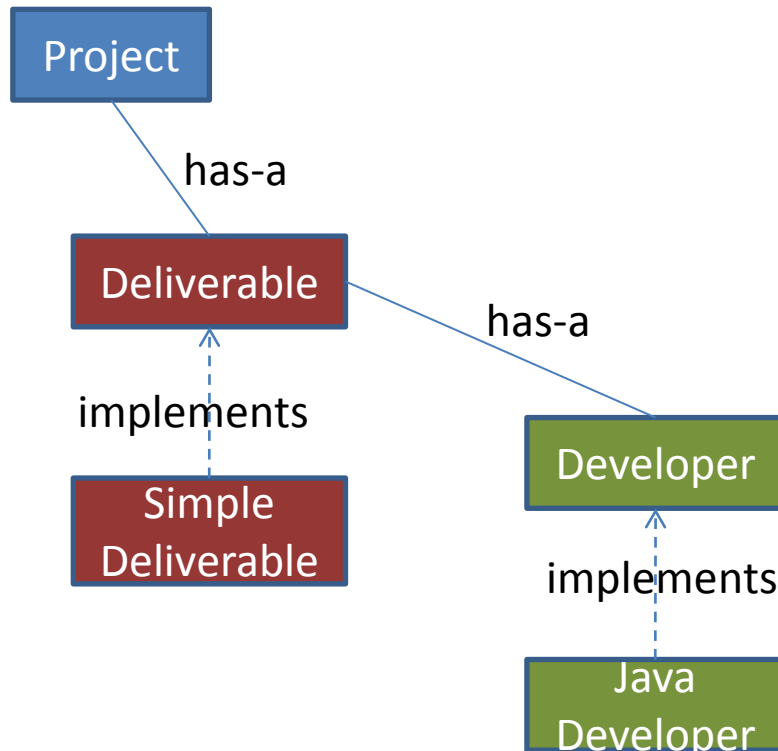 Project
has-a
Deliverable
has-a
implements
Developer
Simple
Deliverable
implements
Java
Developer